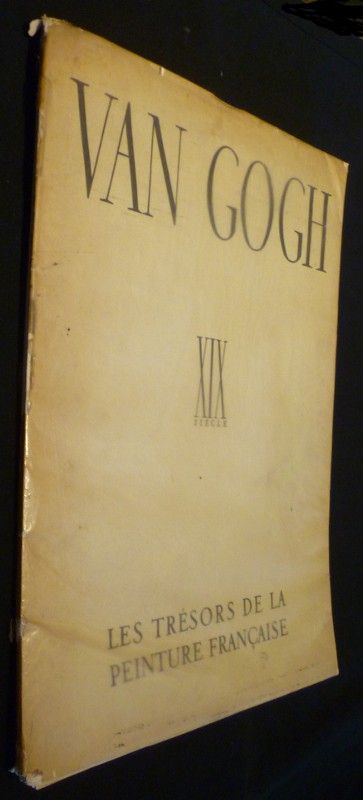 VAN GOGH
XIX
SIÈCLE
LES TRÉSORS DE LA
PEINTURE FRANÇAISE